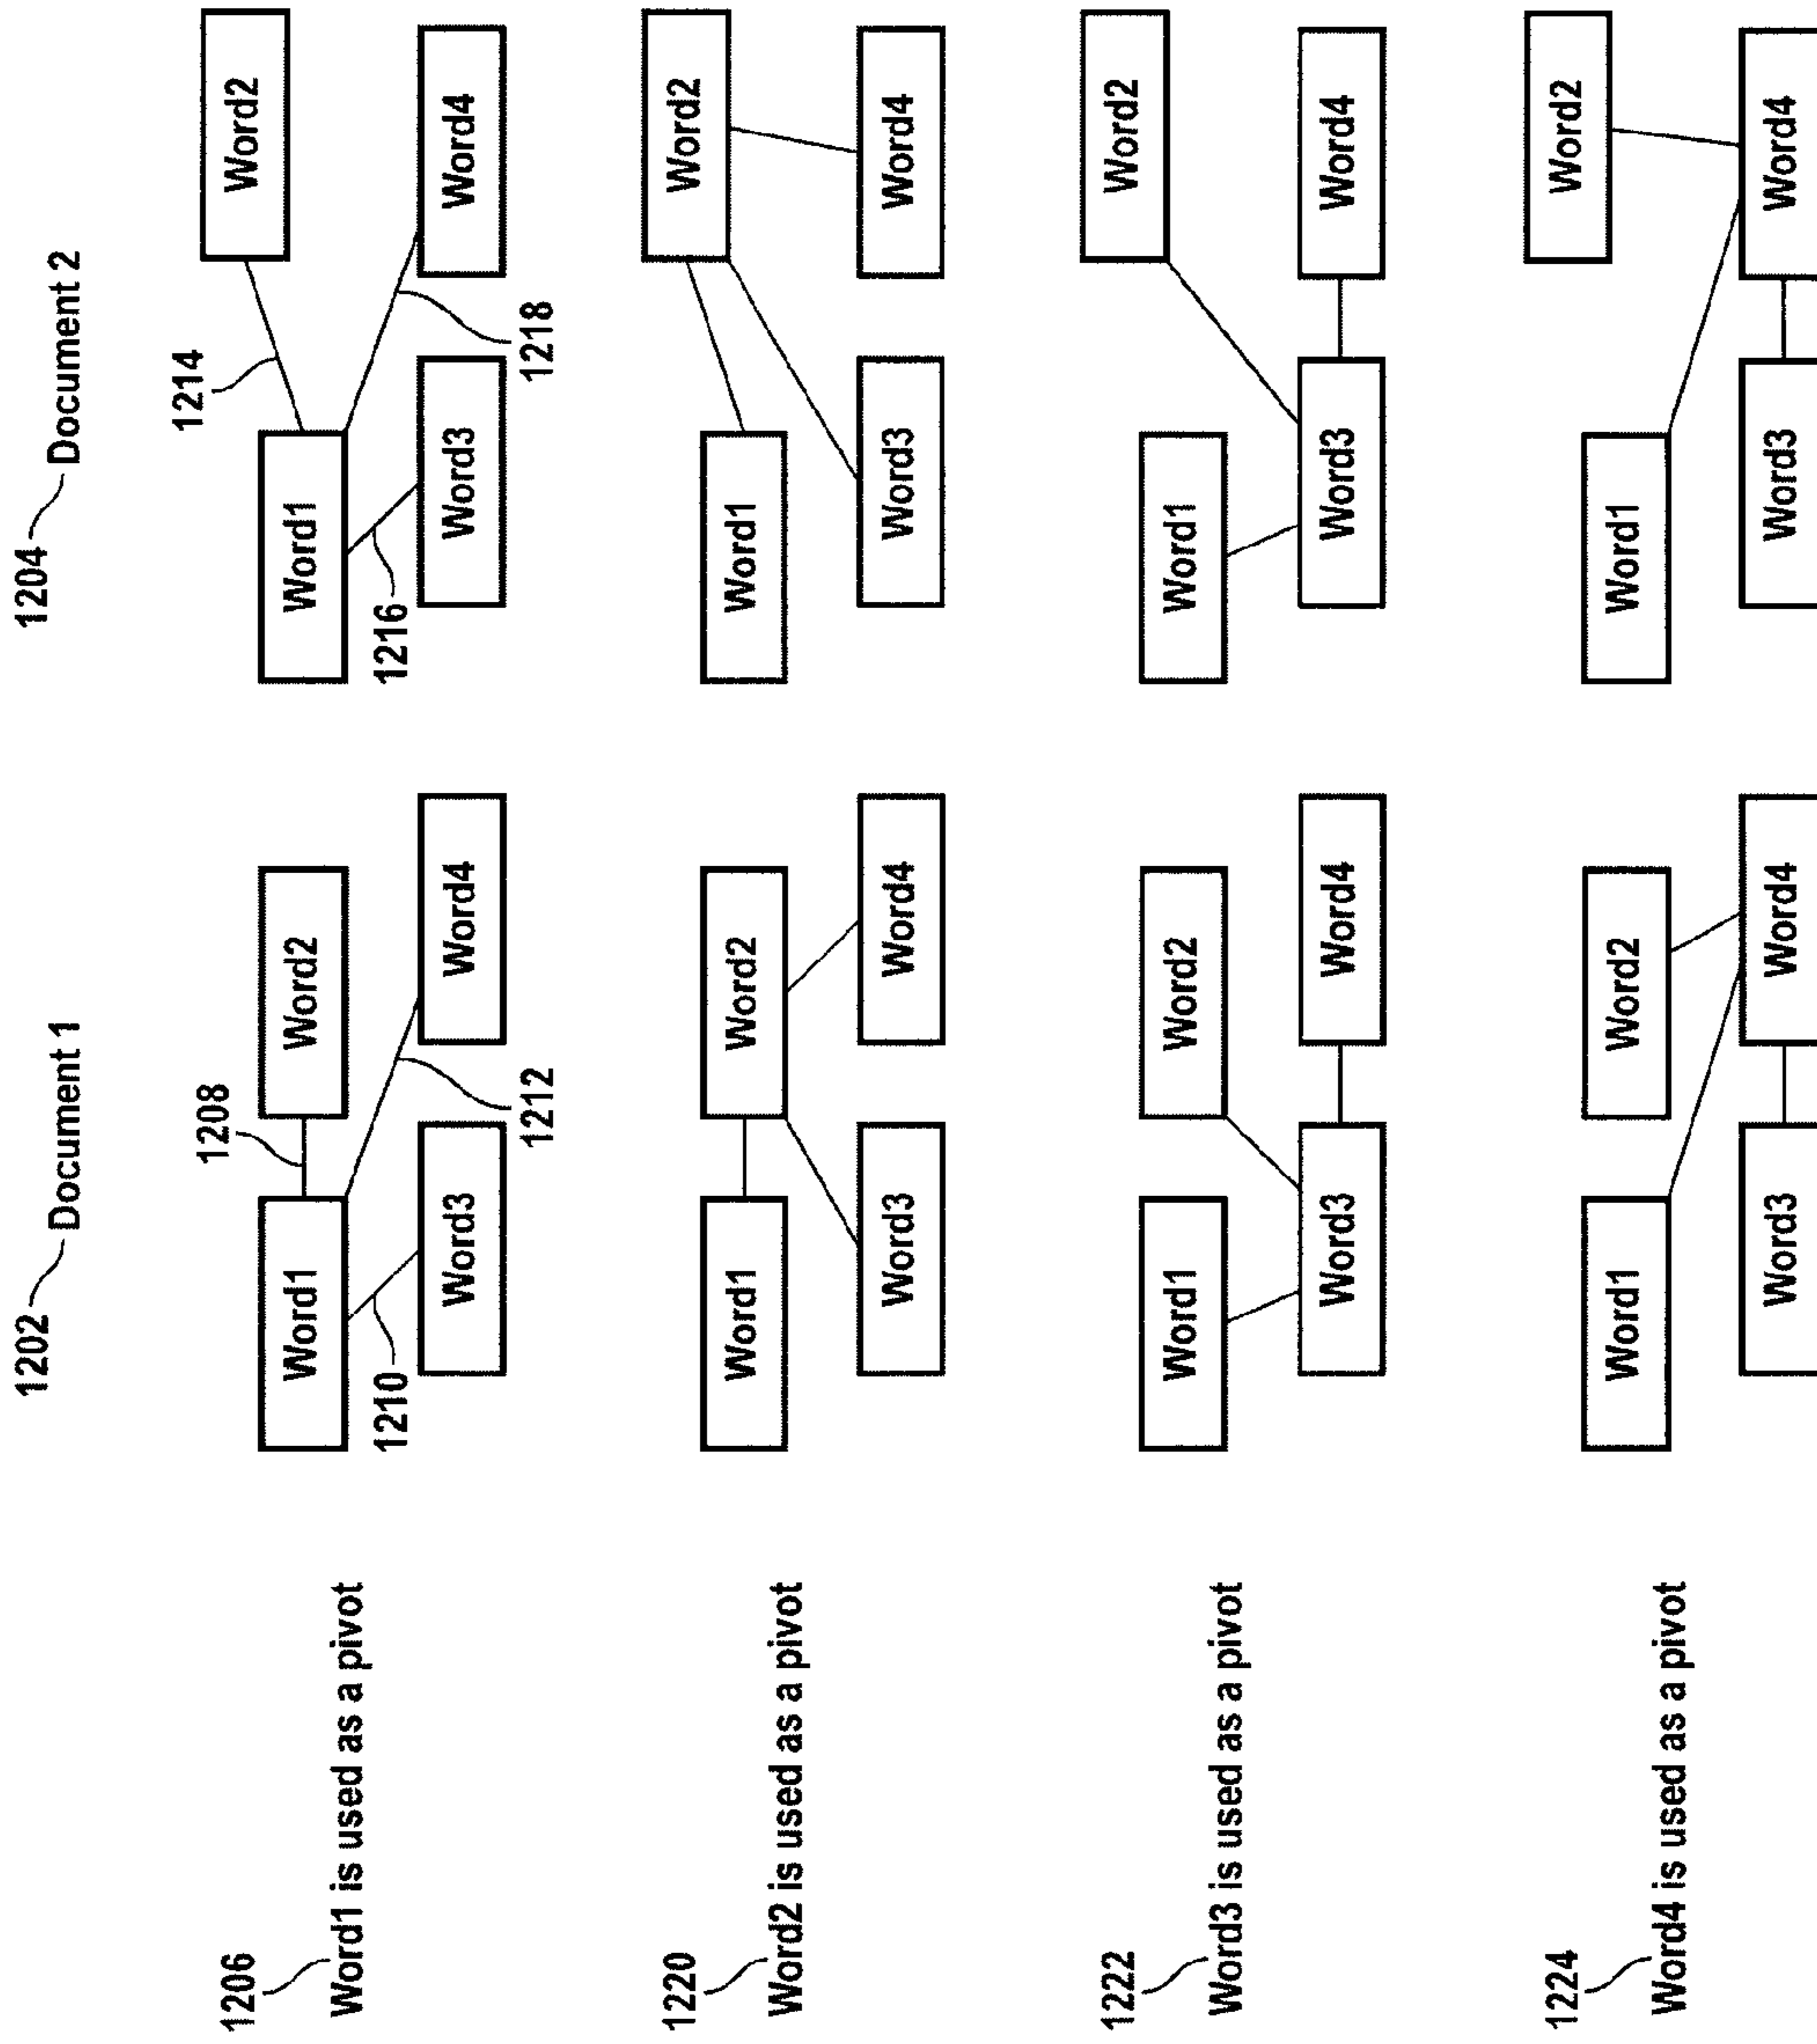 1202 Document 1
1204 Document 2
1206
Word1 is used as a pivot
1208
Word1
Word2
1210
Word3
Word4
1212
1214
Word2
Word1
1216
Word3
Word4
1218
1220
Word2 is used as a pivot
Word1
Word2
Word3
Word4
Word2
Word1
Word3
Word4
1222
Word3 is used as a pivot
Word1
Word2
Word3
Word4
Word2
Word1
Word3
Word4
1224
Word4 is used as a pivot
Word1
Word2
Word3
Word4
Word2
Word1
Word3
Word4